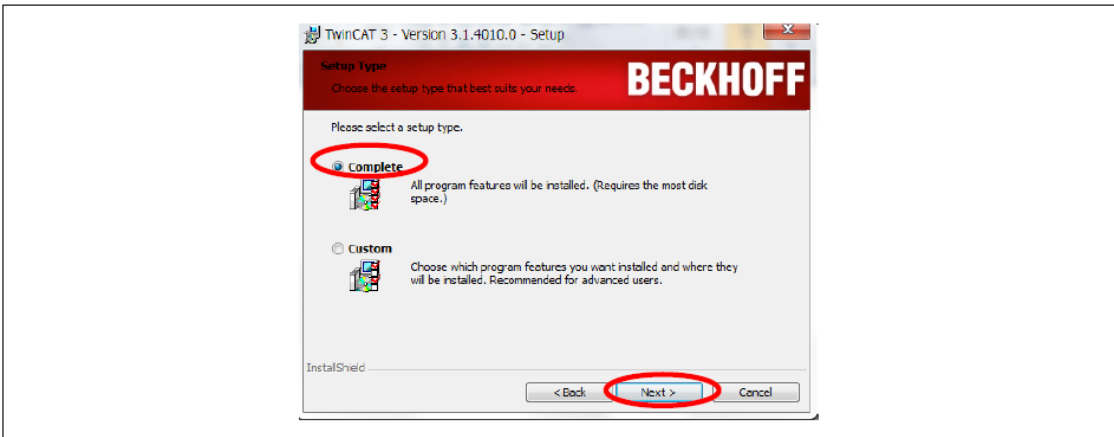 TwinCAT 3 - Version 3.1.4010.0 - Setup
Setup Type
Choose the setup type that best suits your needs.
BECKHOFF
Please select a setup type.
Complete
All program features will be installed. (Requires the most disk
space.)
Custom
Choose which program features you want installed and where they
will be installed. Recommended for advanced users.
InstallShield
< Back Next > Cancel